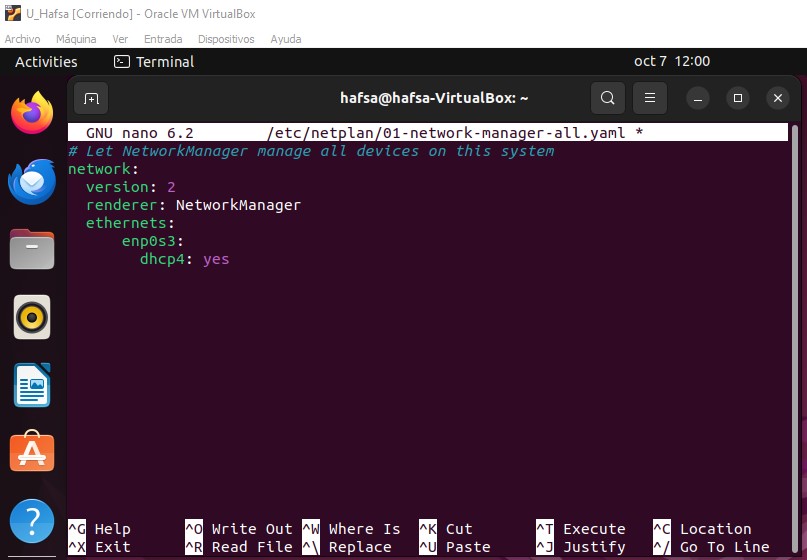 U_Hafsa [Corriendo] - Oracle VM VirtualBox
Archivo Máquina Ver Entrada Dispositivos Ayuda
Activities Terminal oct 7 12:00
hafsa@hafsa-VirtualBox: ~
GNU nano 6.2 /etc/netplan/01-network-manager-all.yaml *
# Let NetworkManager manage all devices on this system
network:
  version: 2
  renderer: NetworkManager
  ethernets:
      enp0s3:
        dhcp4: yes
^G Help ^O Write Out ^W Where Is ^K Cut ^T Execute ^C Location
^X Exit ^R Read File ^\ Replace ^U Paste ^J Justify ^/ Go To Line